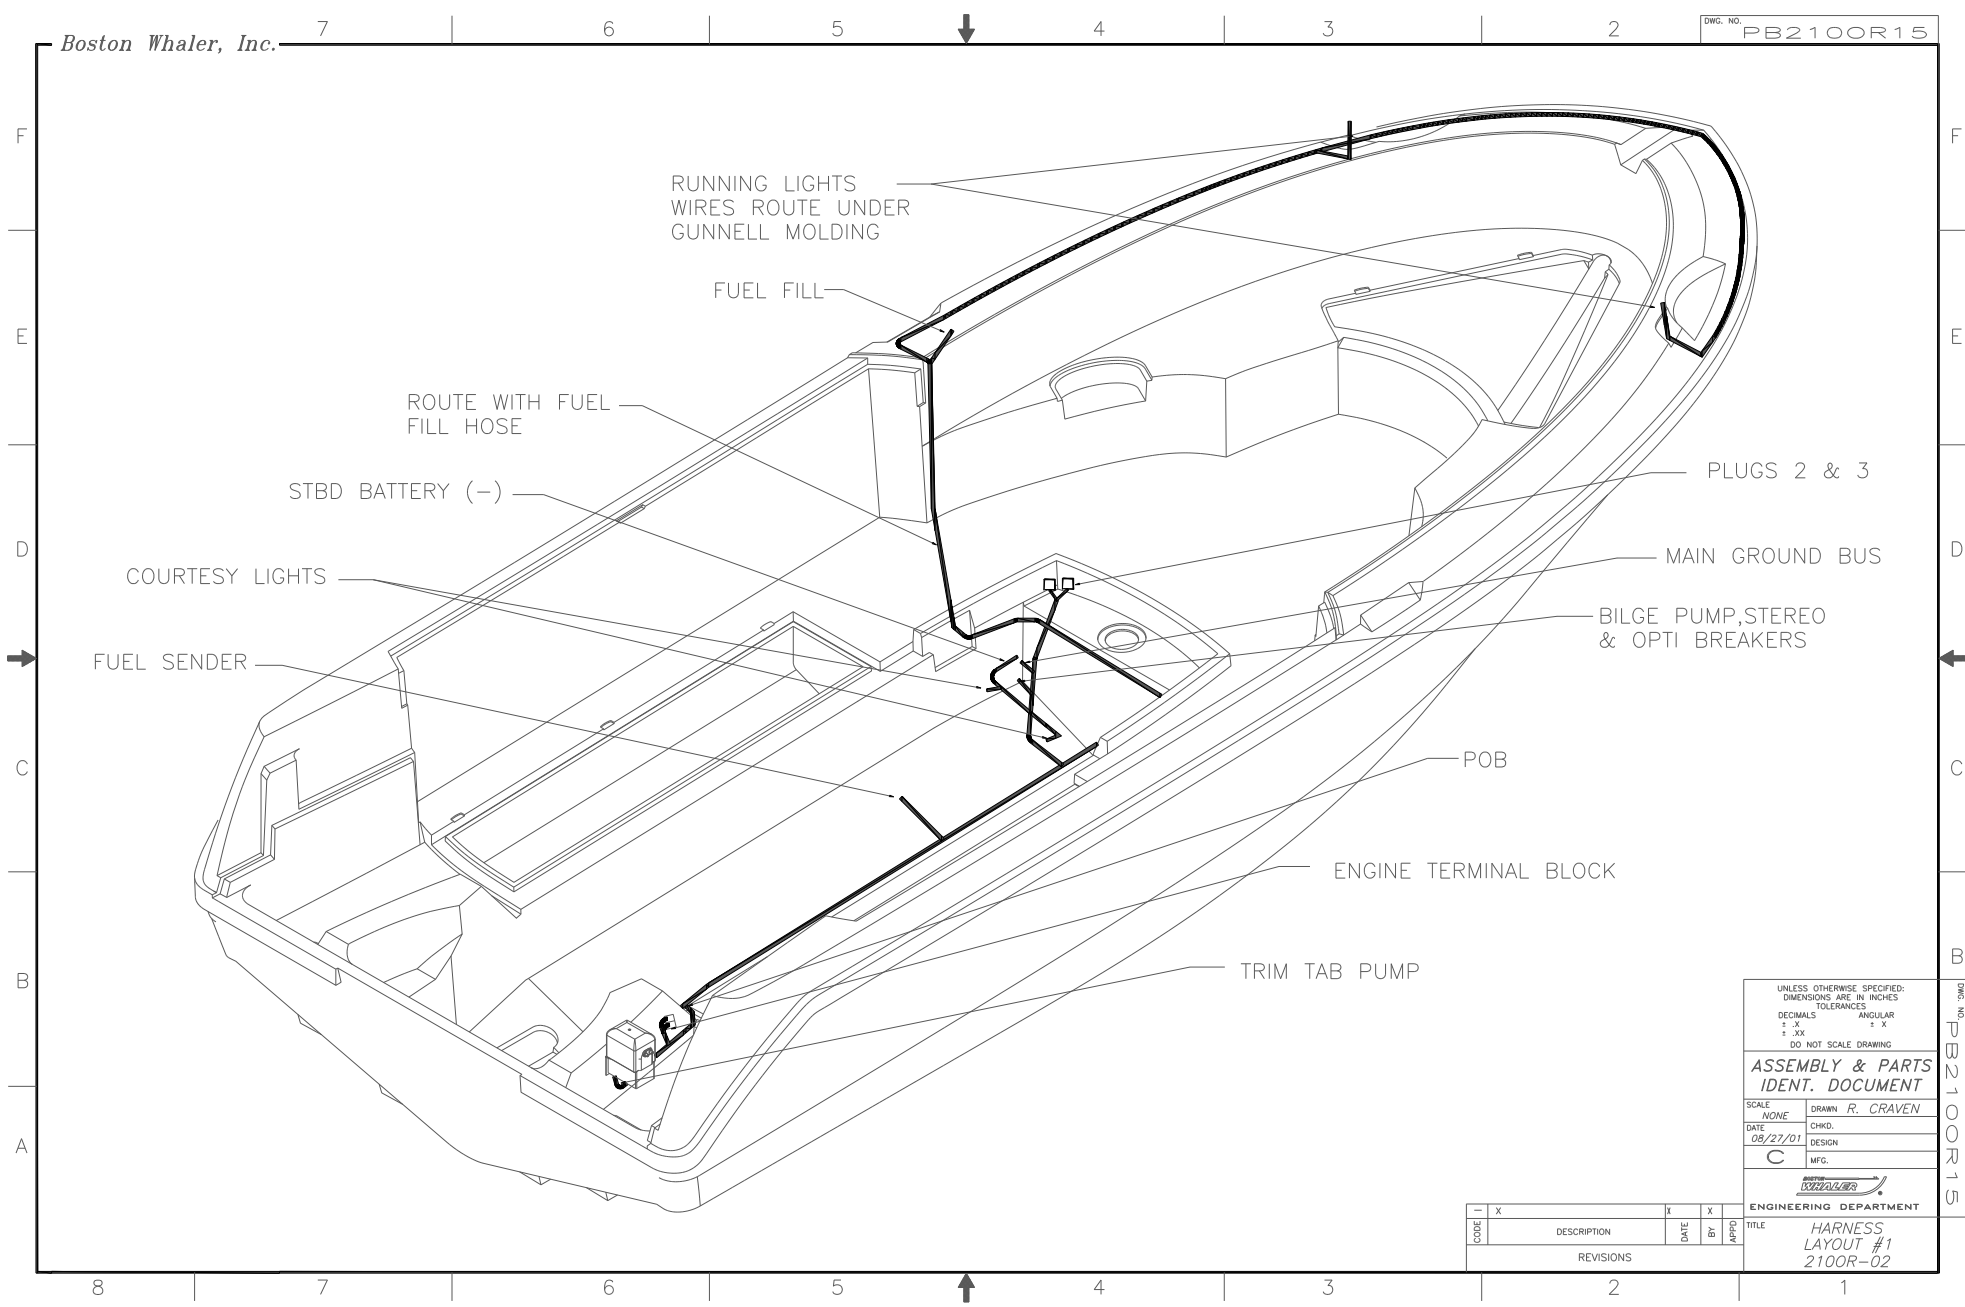 Boston Whaler, Inc.
7
6
5
4
3
2
DWG. NO.
PB2100R15
F
F
RUNNING LIGHTS
WIRES ROUTE UNDER
GUNNELL MOLDING
FUEL FILL
E
E
ROUTE WITH FUEL
FILL HOSE
PLUGS 2 & 3
STBD BATTERY (-)
D
D
MAIN GROUND BUS
COURTESY LIGHTS
BILGE PUMP,STEREO
& OPTI BREAKERS
FUEL SENDER
C
C
POB
ENGINE TERMINAL BLOCK
B
B
TRIM TAB PUMP
A
UNLESS OTHERWISE SPECIFIED:
DIMENSIONS ARE IN INCHES
TOLERANCES
DECIMALS ANGULAR
± .X ± X
± .XX
DO NOT SCALE DRAWING
DWG. NO.
PB2100R15
ASSEMBLY & PARTS
IDENT. DOCUMENT
SCALE
NONE
DRAWN R. CRAVEN
DATE
08/27/01
CHKD.
DESIGN
C
MFG.
BOSTON
WHALER
ENGINEERING DEPARTMENT
TITLE
HARNESS
LAYOUT #1
2100R-02
— X X X
CODE DESCRIPTION DATE BY APPD
REVISIONS
8
7
6
5
4
3
2
1